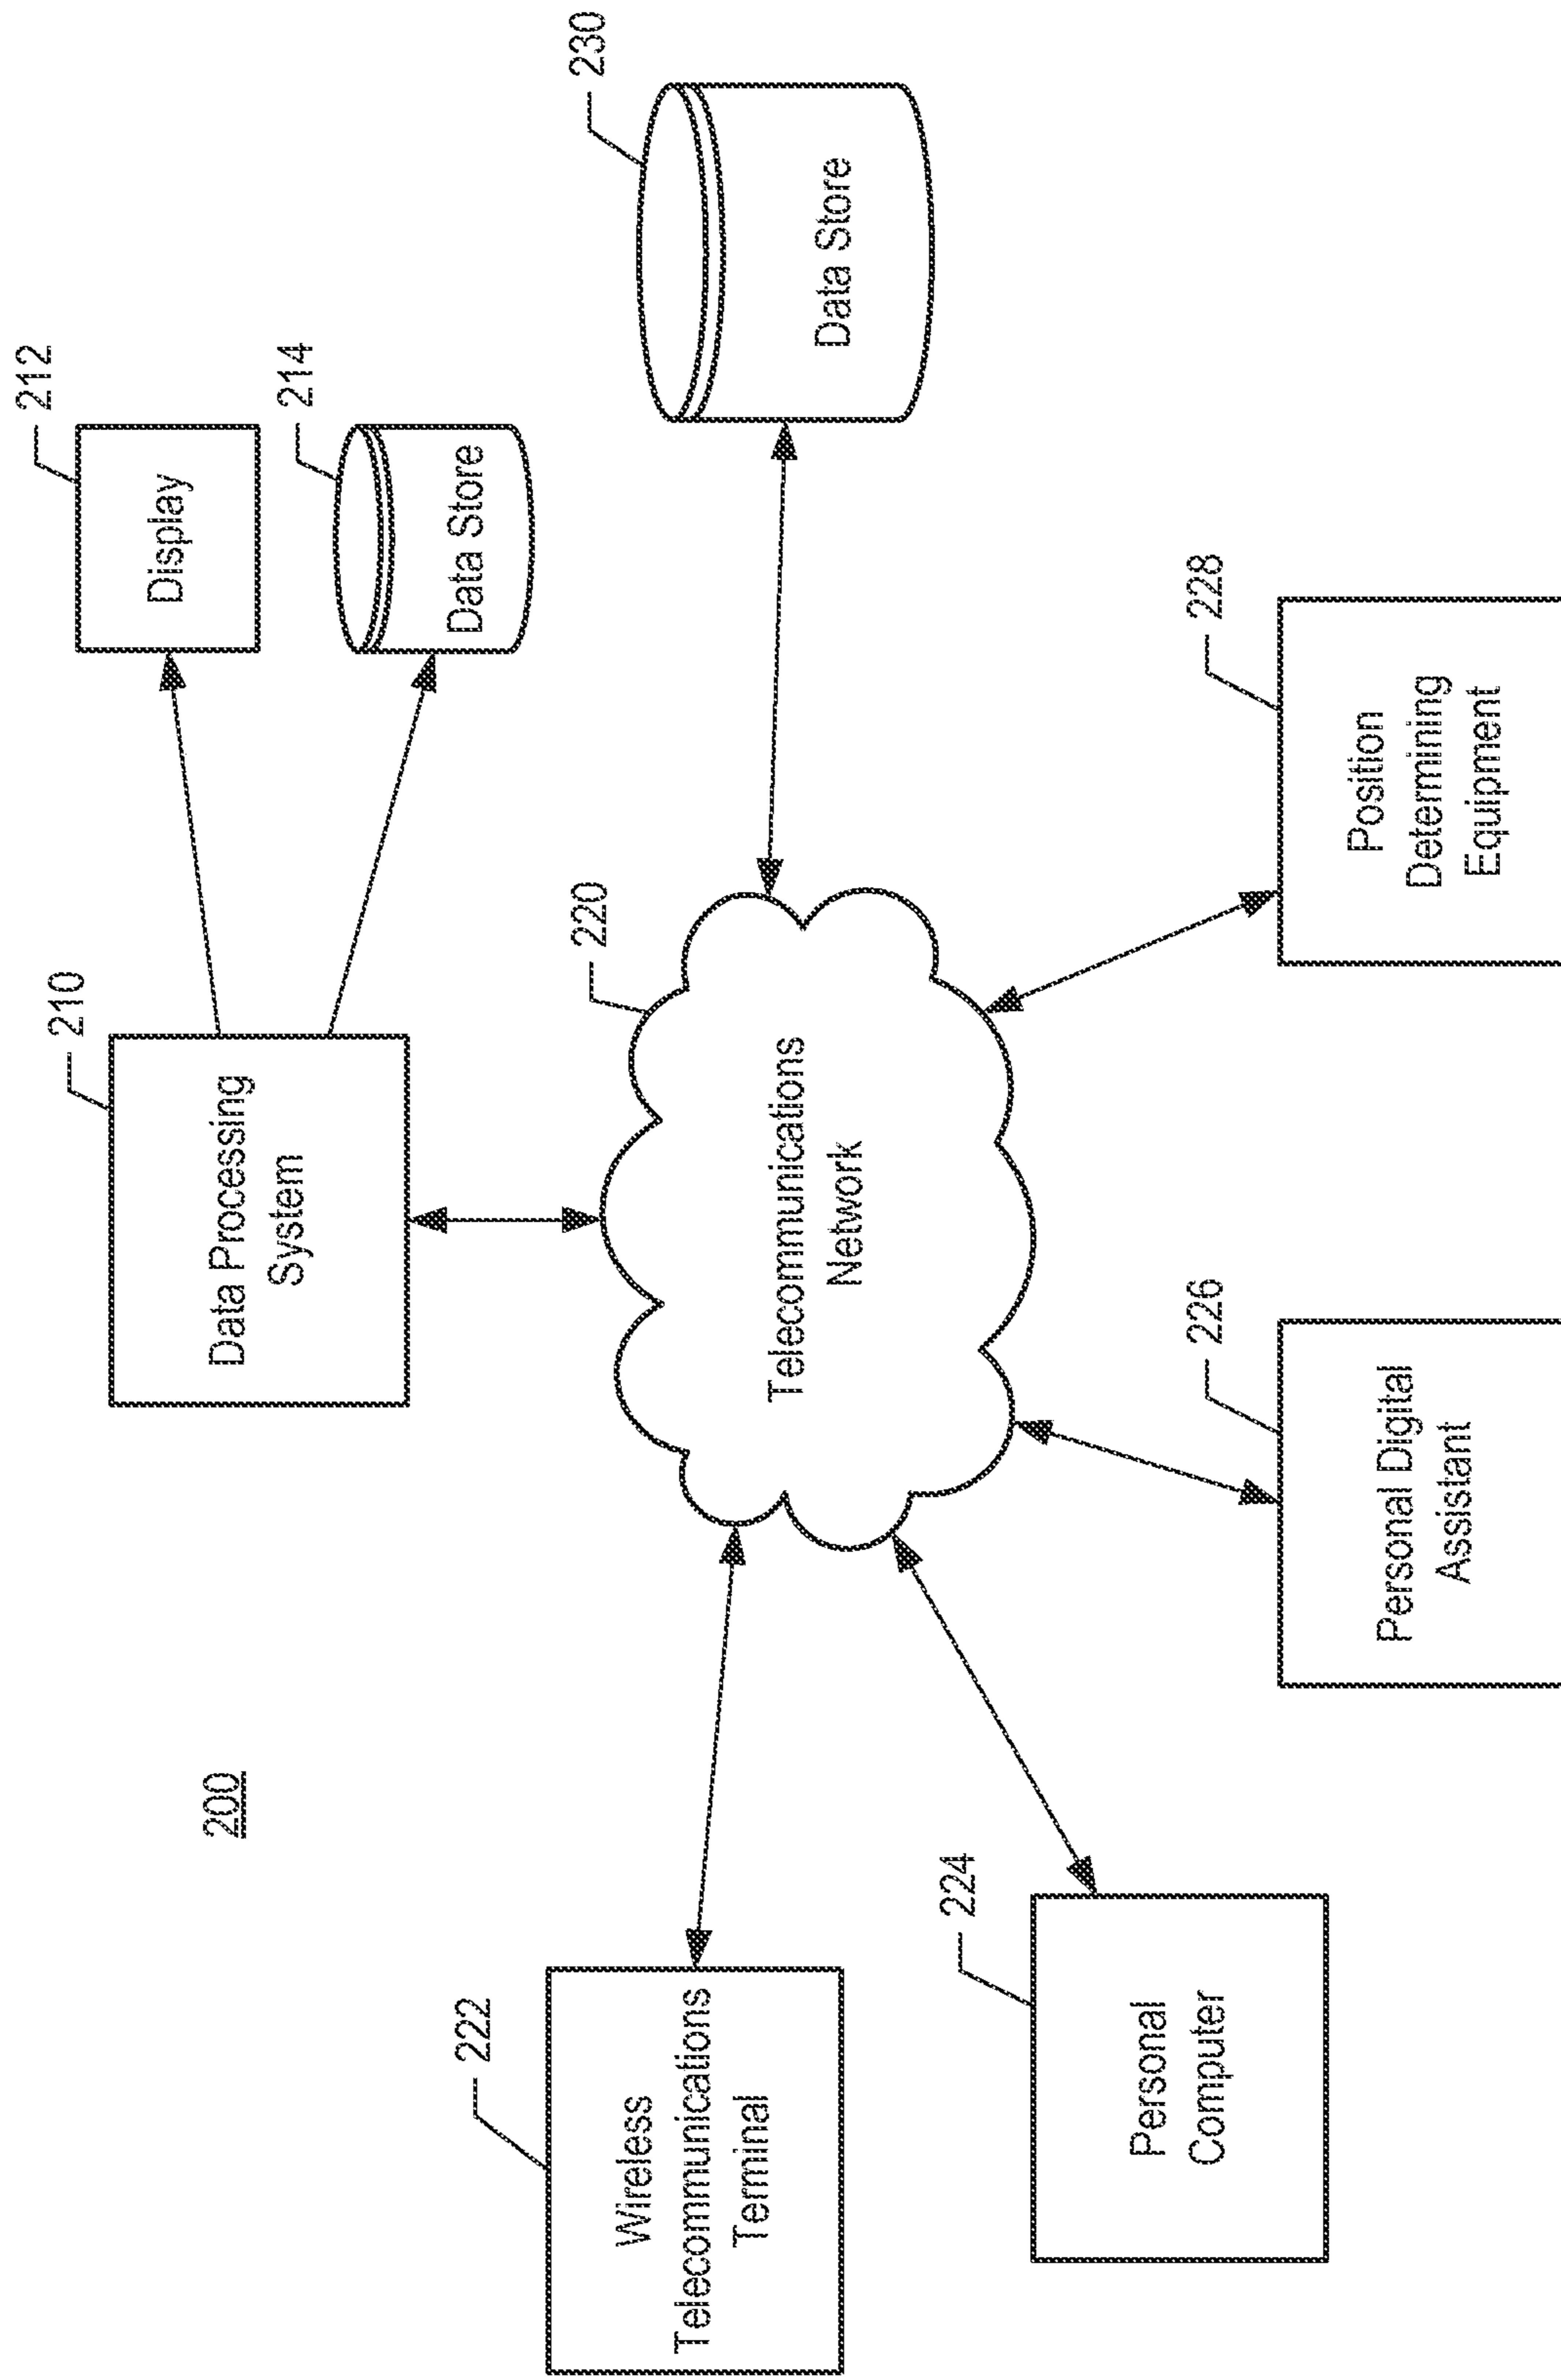 200
210
Data Processing
System
212
Display
214
Data Store
220
Telecommunications
Network
230
Data Store
222
Wireless
Telecommunications
Terminal
224
Personal
Computer
226
Personal Digital
Assistant
228
Position
Determining
Equipment